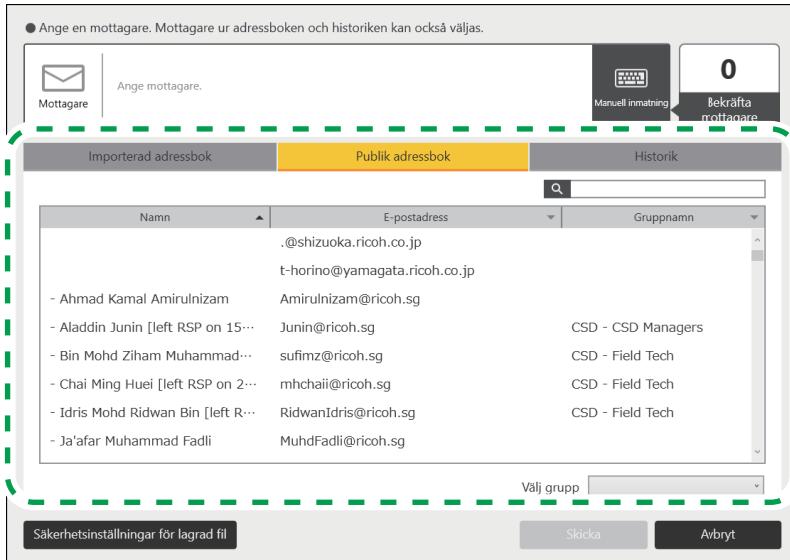 Ange en mottagare. Mottagare ur adressboken och historiken kan också väljas.
Mottagare
Ange mottagare.
Manuell inmatning
0
Bekräfta
mottagare
Importerad adressbok Publik adressbok Historik
Namn E-postadress Gruppnamn
.@shizuoka.ricoh.co.jp
t-horino@yamagata.ricoh.co.jp
- Ahmad Kamal Amirulnizam Amirulnizam@ricoh.sg
- Aladdin Junin [left RSP on 15··· Junin@ricoh.sg CSD - CSD Managers
- Bin Mohd Ziham Muhammad··· sufimz@ricoh.sg CSD - Field Tech
- Chai Ming Huei [left RSP on 2··· mhchaii@ricoh.sg CSD - Field Tech
- Idris Mohd Ridwan Bin [left R··· RidwanIdris@ricoh.sg CSD - Field Tech
- Ja'afar Muhammad Fadli MuhdFadli@ricoh.sg
Välj grupp
Säkerhetsinställningar för lagrad fil Skicka Avbryt